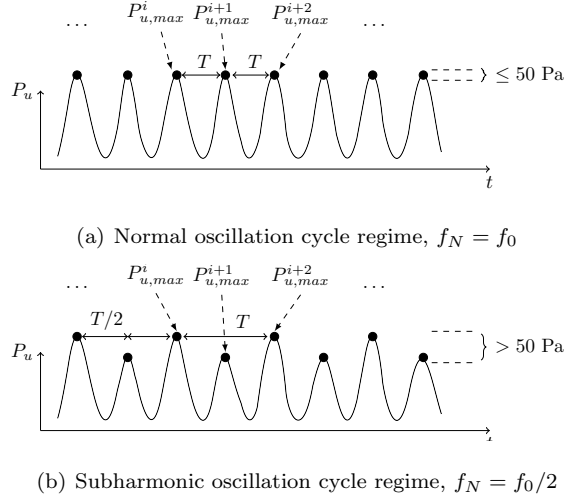 P^i_{u,max} P^{i+1}_{u,max} P^{i+2}_{u,max}
... ...
T T
≤ 50 Pa
P_u
t
(a) Normal oscillation cycle regime, f_N = f_0
P^i_{u,max} P^{i+1}_{u,max} P^{i+2}_{u,max}
... ...
T/2 T
> 50 Pa
P_u
t
(b) Subharmonic oscillation cycle regime, f_N = f_0/2